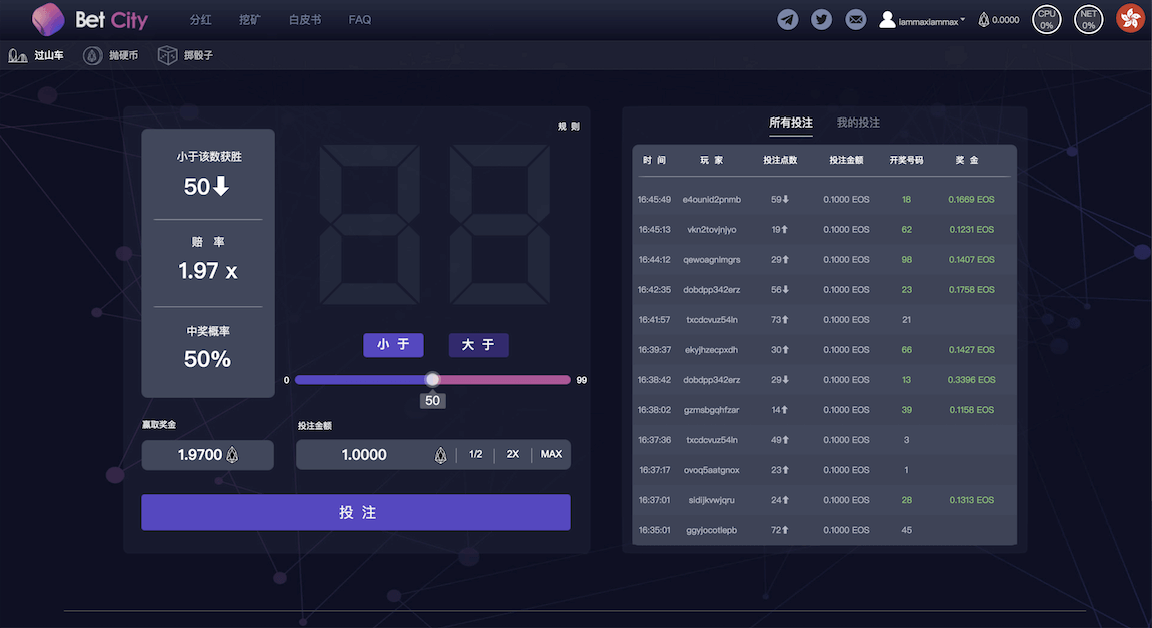 Bet City 分红 挖矿 白皮书 FAQ iammaxiammax 0.0000 CPU 0% NET 0%
过山车 抛硬币 掷骰子
规 则
小于该数获胜
50⬇
赔 率
1.97 x
中奖概率
50%
小 于 大 于
0 99
50
赢取奖金 投注金额
1.9700 1.0000 1/2 2X MAX
投 注
所有投注 我的投注
时 间 玩 家 投注点数 投注金额 开奖号码 奖 金
16:45:49 e4ounid2pnmb 59⬇ 0.1000 EOS 18 0.1669 EOS
16:45:13 vkn2tovjnjyo 19⬆ 0.1000 EOS 62 0.1231 EOS
16:44:12 qewoagnlmgrs 29⬆ 0.1000 EOS 98 0.1407 EOS
16:42:35 dobdpp342erz 56⬇ 0.1000 EOS 23 0.1758 EOS
16:41:57 txcdcvuz54ln 73⬆ 0.1000 EOS 21
16:39:37 ekyjhzecpxdh 30⬆ 0.1000 EOS 66 0.1427 EOS
16:38:42 dobdpp342erz 29⬇ 0.1000 EOS 13 0.3396 EOS
16:38:02 gzmsbgqhfzar 14⬆ 0.1000 EOS 39 0.1158 EOS
16:37:36 txcdcvuz54ln 49⬆ 0.1000 EOS 3
16:37:17 ovoq5aatgnox 23⬆ 0.1000 EOS 1
16:37:01 sidijkvwjqru 24⬆ 0.1000 EOS 28 0.1313 EOS
16:35:01 ggyjocotlepb 72⬆ 0.1000 EOS 45